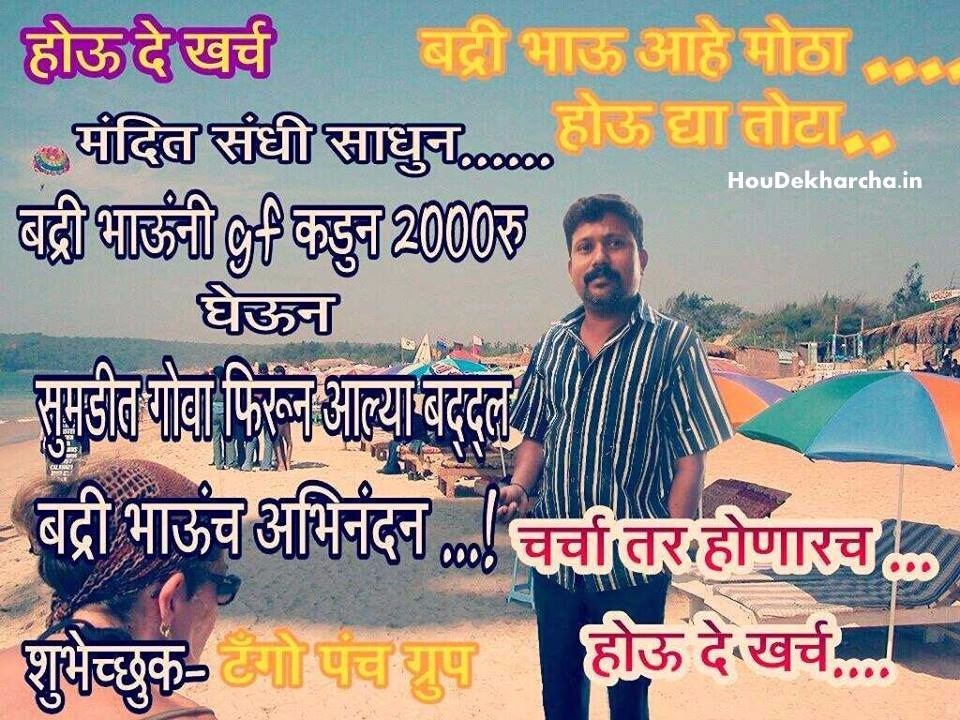 होऊ दे खर्च
बद्री भाऊ आहे मोठा ....
होऊ द्या तोटा..
HouDekharcha.in
मंदित संधी साधुन......
बद्री भाऊंनी gf कडुन 2000रु
घेऊन
सुमडीत गोवा फिरून आल्या बद्द्ल
बद्री भाऊंच अभिनंदन ...!
चर्चा तर होणारच ...
होऊ दे खर्च....
शुभेच्छुक- टँगो पंच ग्रुप